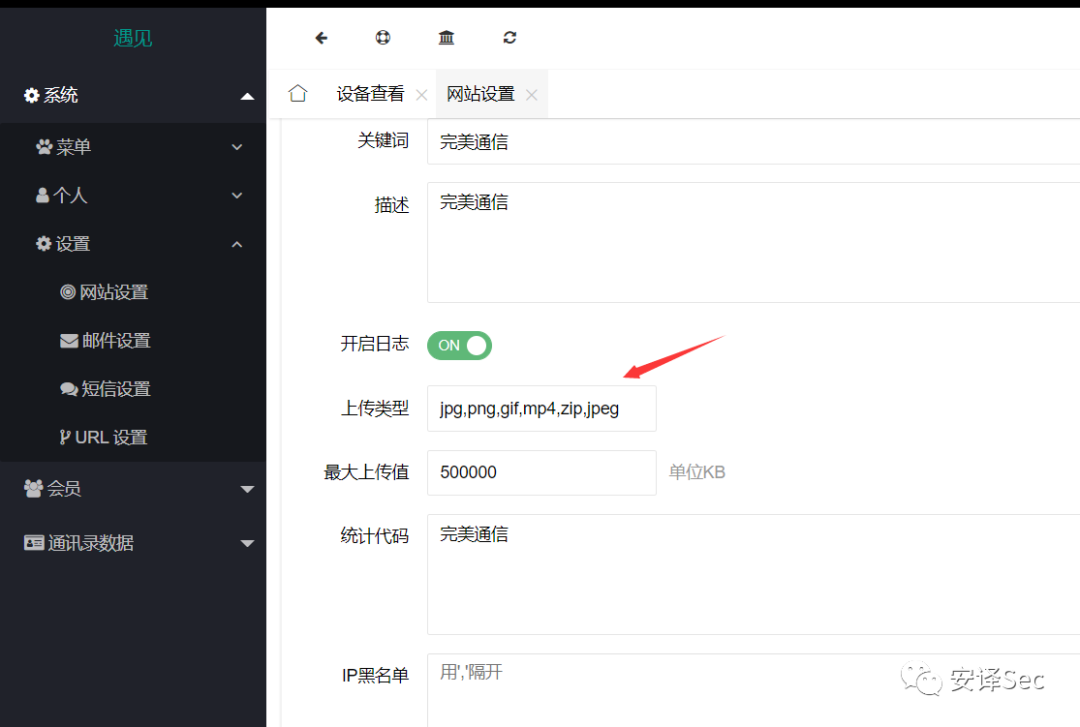 遇见
系统
菜单
个人
设置
网站设置
邮件设置
短信设置
URL 设置
会员
通讯录数据
设备查看
网站设置
关键词 完美通信
描述 完美通信
开启日志 ON
上传类型 jpg,png,gif,mp4,zip,jpeg
最大上传值 500000 单位KB
统计代码 完美通信
IP黑名单 用','隔开
安译Sec